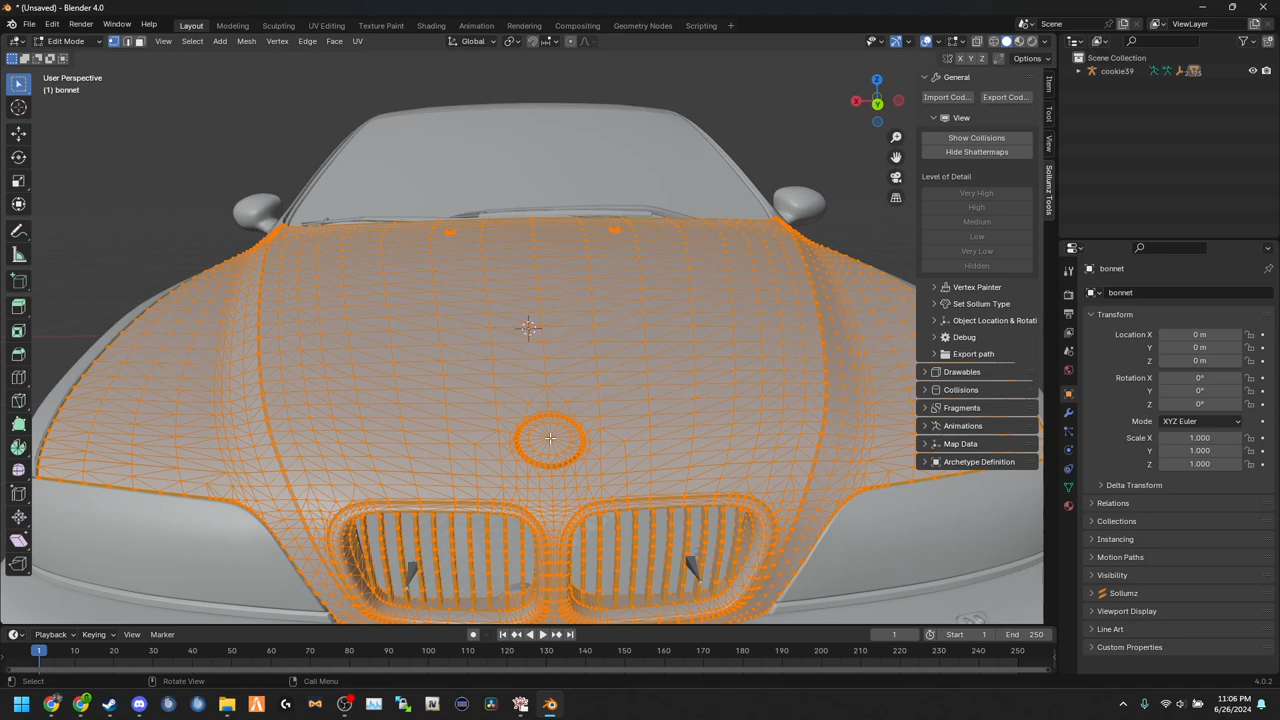 * (Unsaved) - Blender 4.0
File Edit Render Window Help
Layout Modeling Sculpting UV Editing Texture Paint Shading Animation Rendering Compositing Geometry Nodes Scripting +
Scene
ViewLayer
Edit Mode View Select Add Mesh Vertex Edge Face UV
Global
X Y Z Options
User Perspective
(1) bonnet
Z
X
Y
General
Import Cod... Export Cod...
View
Show Collisions
Hide Shattermaps
Level of Detail
Very High
High
Medium
Low
Very Low
Hidden
Vertex Painter
Set Sollum Type
Object Location & Rotati
Debug
Export path
Drawables
Collisions
Fragments
Animations
Map Data
Archetype Definition
Item
Tool
View
Sollumz Tools
Scene Collection
cookie39
bonnet
bonnet
Transform
Location X 0 m
Y 0 m
Z 0 m
Rotation X 0°
Y 0°
Z 0°
Mode XYZ Euler
Scale X 1.000
Y 1.000
Z 1.000
Delta Transform
Relations
Collections
Instancing
Motion Paths
Visibility
Sollumz
Viewport Display
Line Art
Custom Properties
Playback Keying View Marker
1 Start 1 End 250
1 10 20 30 40 50 60 70 80 90 100 110 120 130 140 150 160 170 180 190 200 210 220 230 240 250
Select Rotate View Call Menu
4.0.2
11:06 PM
6/26/2024